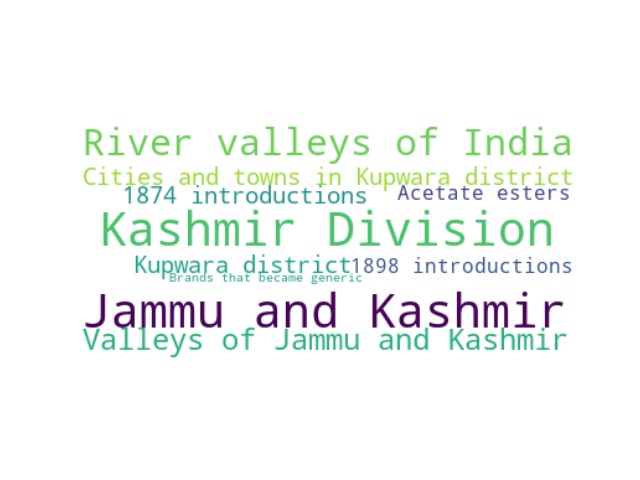 River valleys of India
Cities and towns in Kupwara district
1874 introductions
Acetate esters
Kashmir Division
Kupwara district
1898 introductions
Brands that became generic
Jammu and Kashmir
Valleys of Jammu and Kashmir